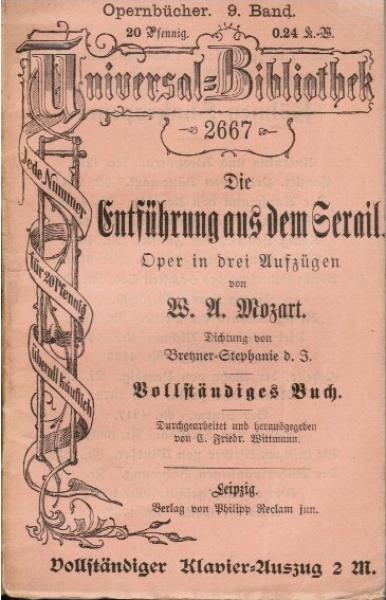 Opernbücher. 9. Band.
20 Pfennig. 0.24 K.-W.
Universal-Bibliothek
2667
Jede Nummer
für 20 Pfennig
überall käuflich
Die
Entführung aus dem Serail.
Oper in drei Aufzügen
von
W. A. Mozart.
Dichtung von
Bretzner-Stephanie d. J.
Vollständiges Buch.
Durchgearbeitet und herausgegeben
von C. Friedr. Wittmann.
Leipzig.
Verlag von Philipp Reclam jun.
Vollständiger Klavier-Auszug 2 M.